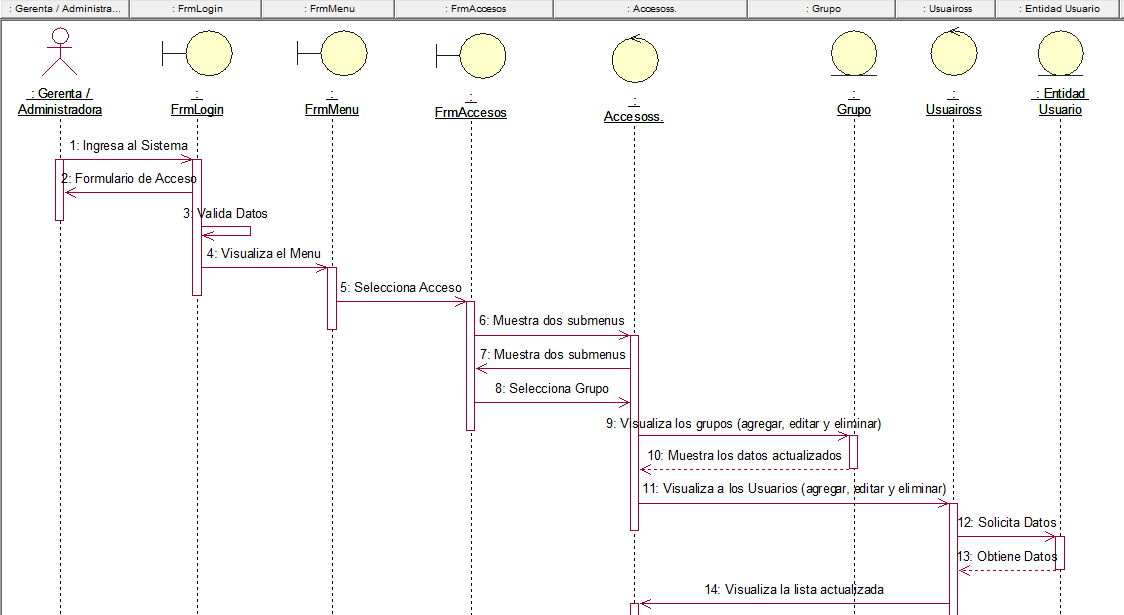 : Gerenta / Administra...
: FrmLogin
: FrmMenu
: FrmAccesos
: Accesoss.
: Grupo
: Usuaiross
: Entidad Usuario
: Gerenta /
Administradora
:
FrmLogin
:
FrmMenu
:
FrmAccesos
:
Accesoss.
:
Grupo
:
Usuaiross
: Entidad
Usuario
1: Ingresa al Sistema
2: Formulario de Acceso
3: Valida Datos
4: Visualiza el Menu
5: Selecciona Acceso
6: Muestra dos submenus
7: Muestra dos submenus
8: Selecciona Grupo
9: Visualiza los grupos (agregar, editar y eliminar)
10: Muestra los datos actualizados
11: Visualiza a los Usuarios (agregar, editar y eliminar)
12: Solicita Datos
13: Obtiene Datos
14: Visualiza la lista actualizada